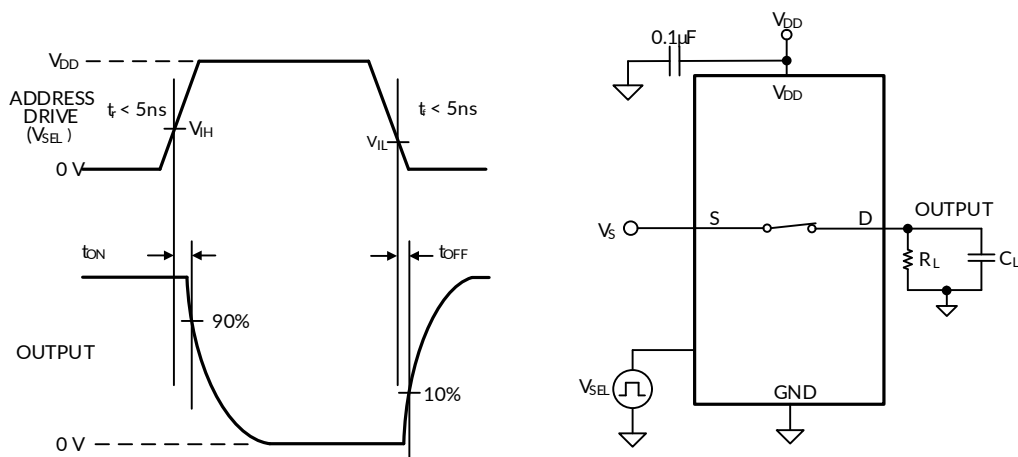 VDD
ADDRESS
DRIVE
(VSEL)
tr < 5ns
tf < 5ns
VIH
VIL
0 V
tON
tOFF
90%
OUTPUT
10%
0 V
VDD
0.1µF
VDD
VS
S
D
OUTPUT
RL
CL
VSEL
GND